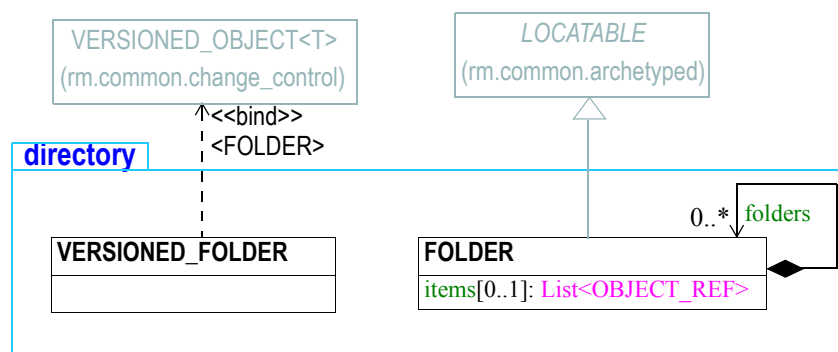 VERSIONED_OBJECT<T>
(rm.common.change_control)
LOCATABLE
(rm.common.archetyped)
<<bind>>
<FOLDER>
directory
0..* folders
VERSIONED_FOLDER
FOLDER
items[0..1]: List<OBJECT_REF>